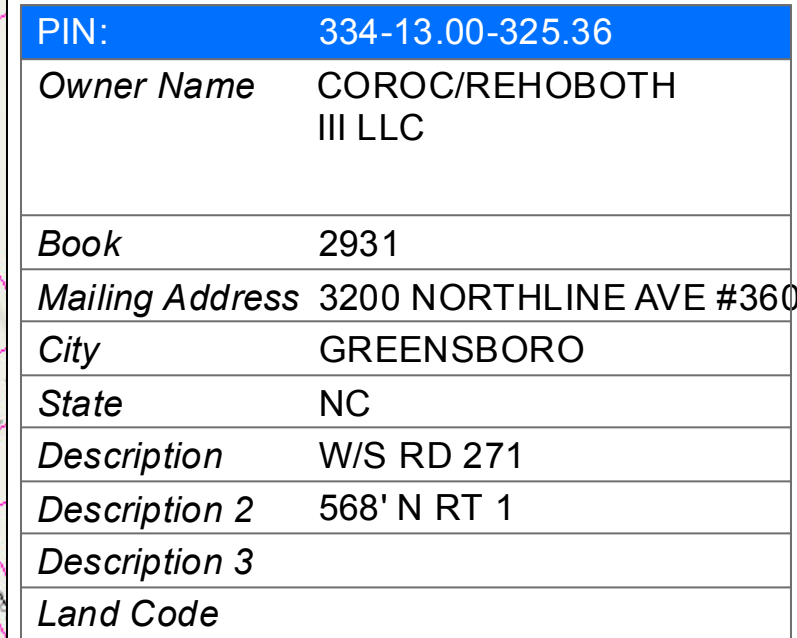 PIN: 334-13.00-325.36
Owner Name COROC/REHOBOTH
III LLC
Book 2931
Mailing Address 3200 NORTHLINE AVE #360
City GREENSBORO
State NC
Description W/S RD 271
Description 2 568' N RT 1
Description 3
Land Code